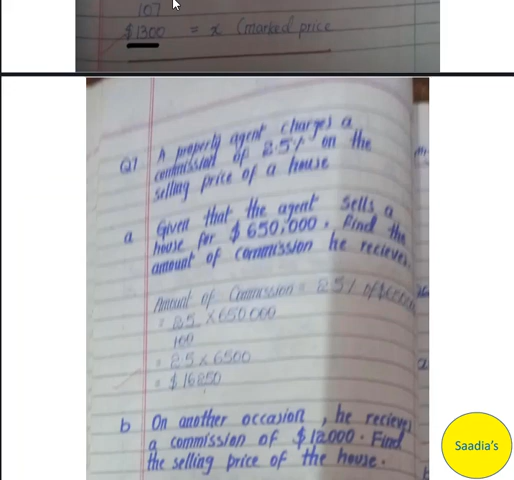 107
$1300 = x (marked price
Q7 A property agent charges a
commission of 2.5% on the
selling price of a house
a Given that the agent sells a
house for $650,000. Find the
amount of commission he recieves.
Amount of Commission = 2.5% of
= 2.5 × 650 000
100
= 2.5 × 6500
= $16250
b On another occasion, he recieves
a commission of $12000. Find
the selling price of the house.
Saadia's